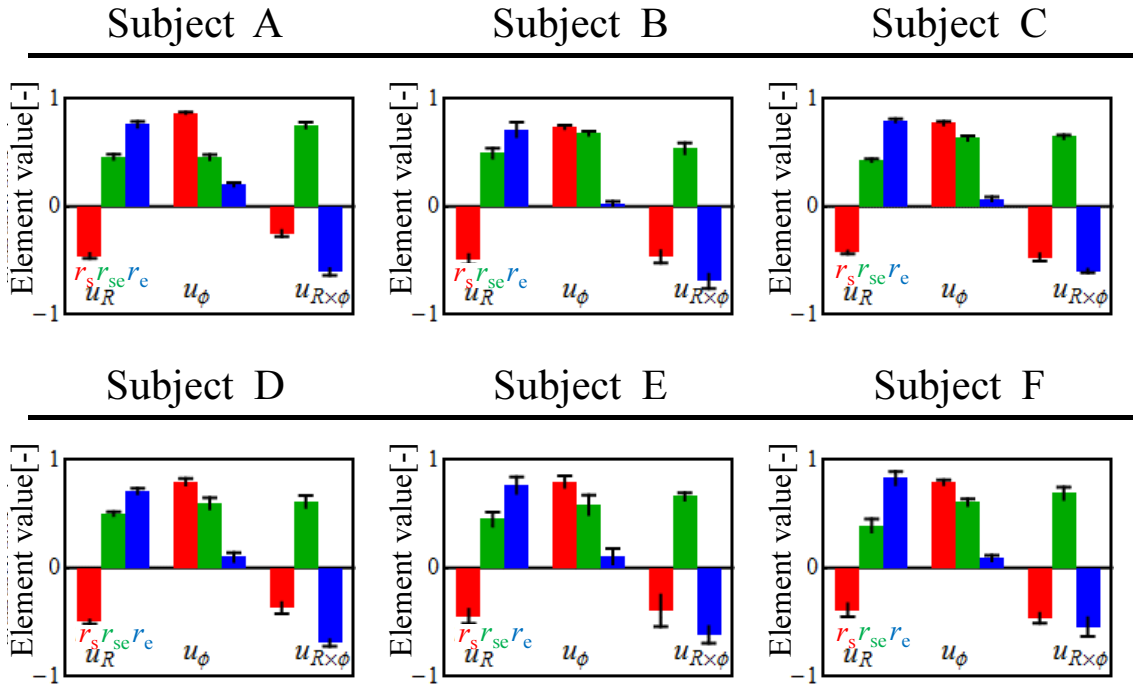 Subject A
Subject B
Subject C
Element value[-]
1
0
−1
r_s r_se r_e
u_R
u_ϕ
u_R×ϕ
Element value[-]
1
0
−1
r_s r_se r_e
u_R
u_ϕ
u_R×ϕ
Element value[-]
1
0
−1
r_s r_se r_e
u_R
u_ϕ
u_R×ϕ
Subject D
Subject E
Subject F
Element value[-]
1
0
−1
r_s r_se r_e
u_R
u_ϕ
u_R×ϕ
Element value[-]
1
0
−1
r_s r_se r_e
u_R
u_ϕ
u_R×ϕ
Element value[-]
1
0
−1
r_s r_se r_e
u_R
u_ϕ
u_R×ϕ